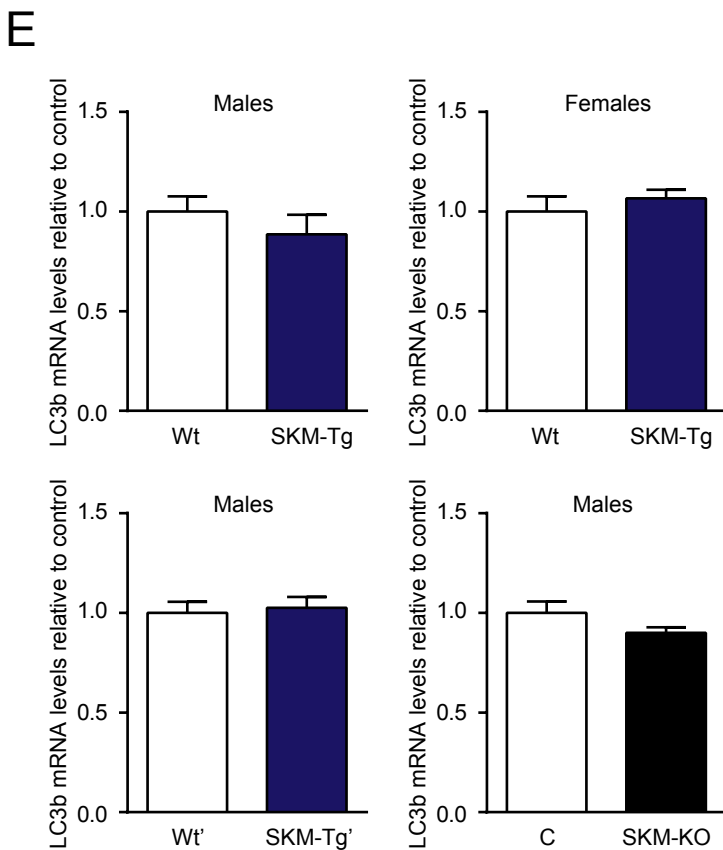 E
Males
LC3b mRNA levels relative to control
1.5
1.0
0.5
0.0
Wt
SKM-Tg
Females
LC3b mRNA levels relative to control
1.5
1.0
0.5
0.0
Wt
SKM-Tg
Males
LC3b mRNA levels relative to control
1.5
1.0
0.5
0.0
Wt’
SKM-Tg’
Males
LC3b mRNA levels relative to control
1.5
1.0
0.5
0.0
C
SKM-KO